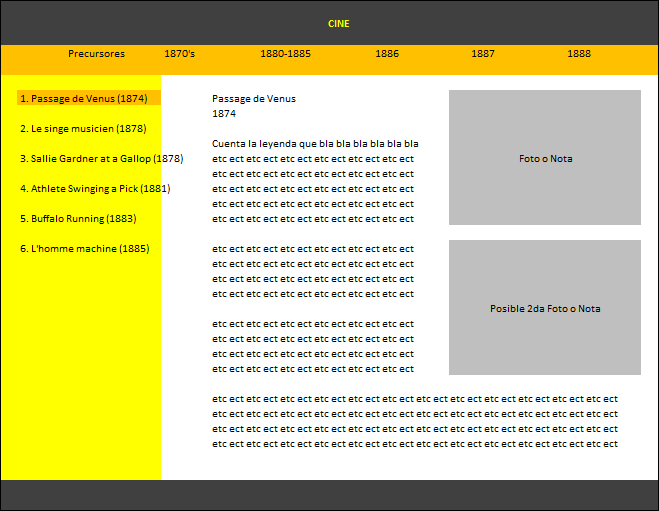 CINE
Precursores 1870's 1880-1885 1886 1887 1888
1. Passage de Venus (1874)
2. Le singe musicien (1878)
3. Sallie Gardner at a Gallop (1878)
4. Athlete Swinging a Pick (1881)
5. Buffalo Running (1883)
6. L'homme machine (1885)
Passage de Venus
1874
Cuenta la leyenda que bla bla bla bla bla bla
etc ect etc ect etc ect etc ect etc ect etc ect
etc ect etc ect etc ect etc ect etc ect etc ect
etc ect etc ect etc ect etc ect etc ect etc ect
etc ect etc ect etc ect etc ect etc ect etc ect
etc ect etc ect etc ect etc ect etc ect etc ect
etc ect etc ect etc ect etc ect etc ect etc ect
etc ect etc ect etc ect etc ect etc ect etc ect
etc ect etc ect etc ect etc ect etc ect etc ect
etc ect etc ect etc ect etc ect etc ect etc ect
etc ect etc ect etc ect etc ect etc ect etc ect
etc ect etc ect etc ect etc ect etc ect etc ect
etc ect etc ect etc ect etc ect etc ect etc ect
etc ect etc ect etc ect etc ect etc ect etc ect
etc ect etc ect etc ect etc ect etc ect etc ect etc ect etc ect etc ect etc ect etc ect etc ect
etc ect etc ect etc ect etc ect etc ect etc ect etc ect etc ect etc ect etc ect etc ect etc ect
etc ect etc ect etc ect etc ect etc ect etc ect etc ect etc ect etc ect etc ect etc ect etc ect
etc ect etc ect etc ect etc ect etc ect etc ect etc ect etc ect etc ect etc ect etc ect etc ect
Foto o Nota
Posible 2da Foto o Nota